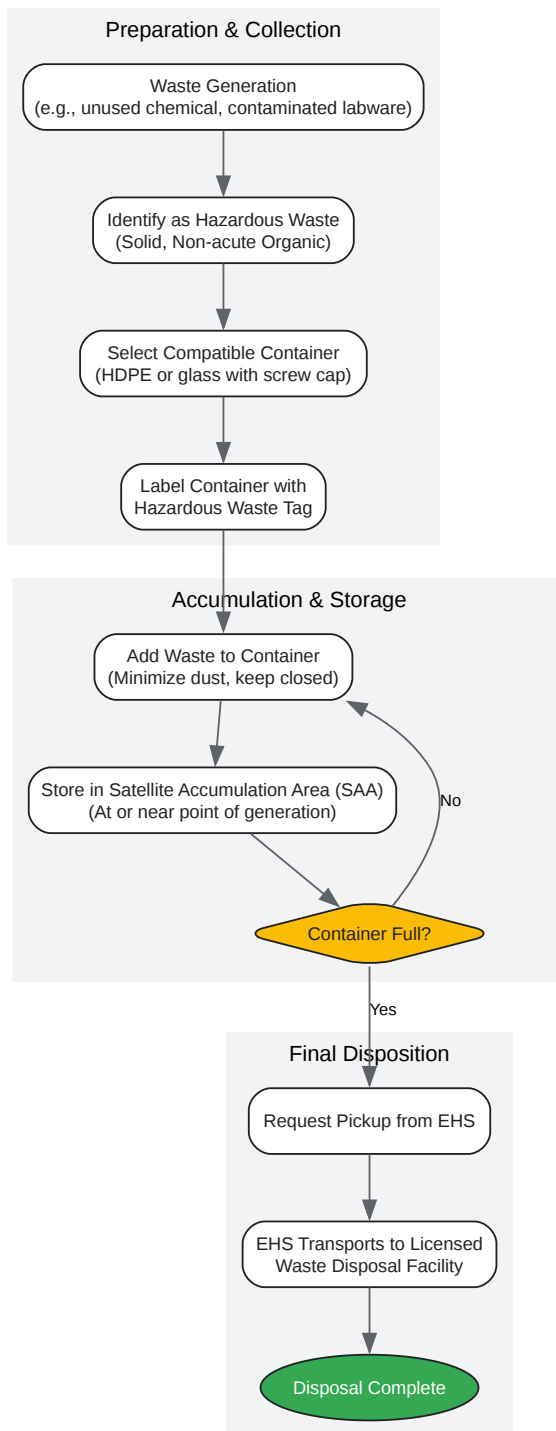 Preparation & Collection
Waste Generation
(e.g., unused chemical, contaminated labware)
Identify as Hazardous Waste
(Solid, Non-acute Organic)
Select Compatible Container
(HDPE or glass with screw cap)
Label Container with
Hazardous Waste Tag
Accumulation & Storage
Add Waste to Container
(Minimize dust, keep closed)
Store in Satellite Accumulation Area (SAA)
(At or near point of generation)
No
Container Full?
Yes
Final Disposition
Request Pickup from EHS
EHS Transports to Licensed
Waste Disposal Facility
Disposal Complete